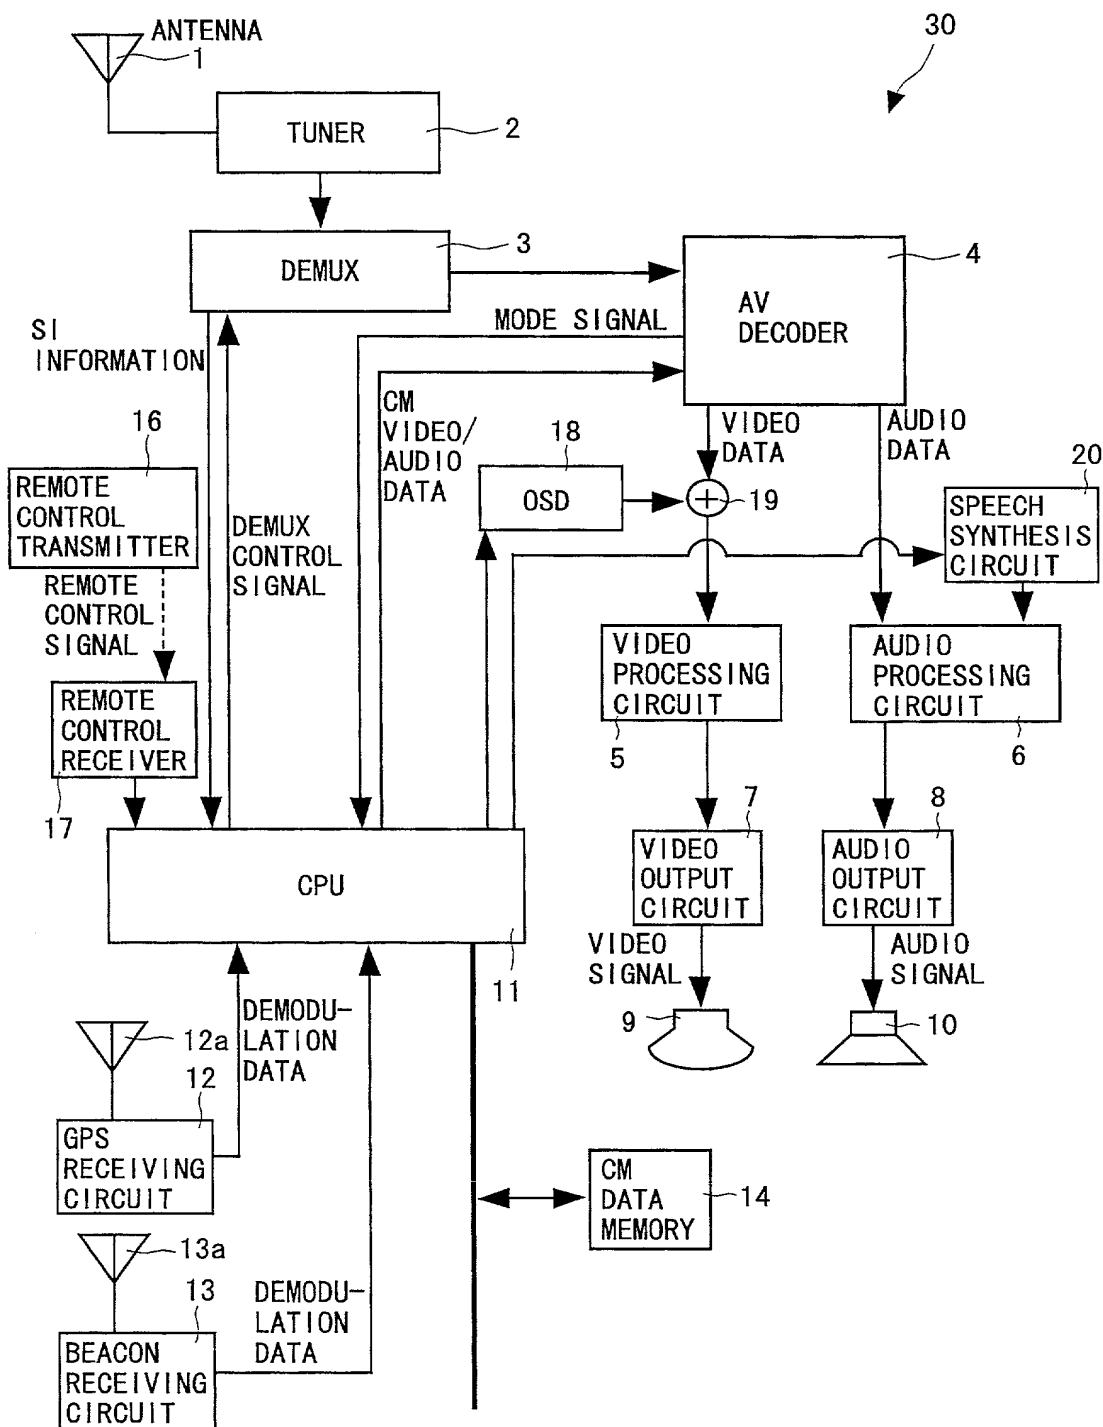 ANTENNA
1
30
TUNER
2
DEMUX
3
AV
DECODER
4
MODE SIGNAL
SI
INFORMATION
CM
VIDEO/
AUDIO
DATA
VIDEO
DATA
AUDIO
DATA
16
REMOTE
CONTROL
TRANSMITTER
18
OSD
19
20
SPEECH
SYNTHESIS
CIRCUIT
DEMUX
CONTROL
SIGNAL
REMOTE
CONTROL
SIGNAL
VIDEO
PROCESSING
CIRCUIT
5
AUDIO
PROCESSING
CIRCUIT
6
REMOTE
CONTROL
RECEIVER
17
7
VIDEO
OUTPUT
CIRCUIT
8
AUDIO
OUTPUT
CIRCUIT
CPU
11
VIDEO
SIGNAL
AUDIO
SIGNAL
9
10
12a
DEMODU-
LATION
DATA
12
GPS
RECEIVING
CIRCUIT
CM
DATA
MEMORY
14
13a
13
DEMODU-
LATION
DATA
BEACON
RECEIVING
CIRCUIT